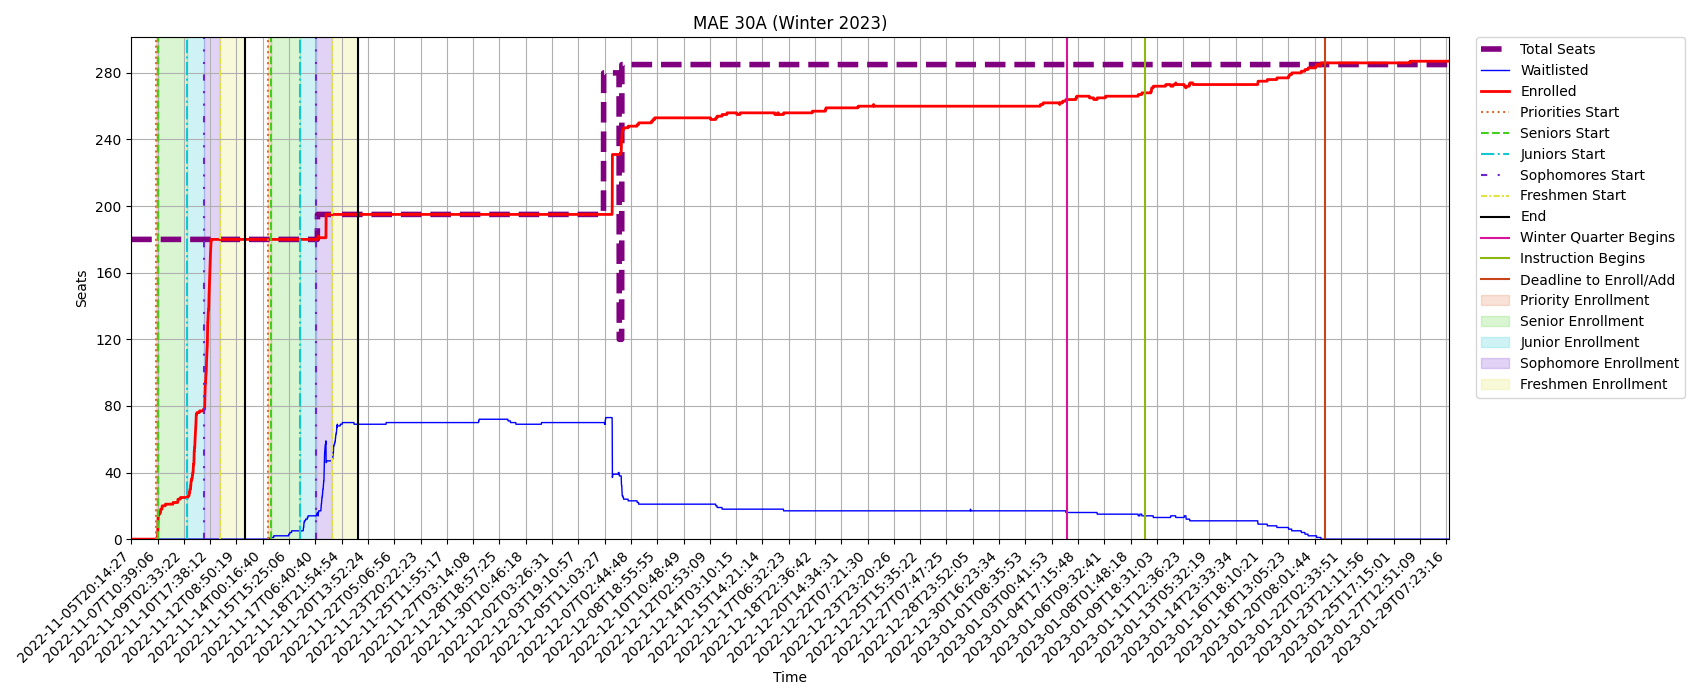 MAE 30A (Winter 2023)
Seats
280
240
200
160
120
80
40
0
2022-11-05T20:14:27
2022-11-07T10:39:06
2022-11-09T02:33:22
2022-11-10T17:38:12
2022-11-12T08:50:19
2022-11-14T00:16:40
2022-11-15T15:25:06
2022-11-17T06:40:40
2022-11-18T21:54:54
2022-11-20T13:52:24
2022-11-22T05:06:56
2022-11-23T20:22:23
2022-11-25T11:55:17
2022-11-27T03:14:08
2022-11-28T18:57:25
2022-11-30T10:46:18
2022-12-02T03:26:31
2022-12-03T19:10:57
2022-12-05T11:03:27
2022-12-07T02:44:48
2022-12-08T18:55:55
2022-12-10T10:48:49
2022-12-12T02:53:09
2022-12-14T03:10:15
2022-12-15T14:21:14
2022-12-17T06:32:23
2022-12-18T22:36:42
2022-12-20T14:34:31
2022-12-22T07:21:30
2022-12-23T23:20:26
2022-12-25T15:35:22
2022-12-27T07:47:25
2022-12-28T23:52:05
2022-12-30T16:23:34
2023-01-01T08:35:53
2023-01-03T00:41:53
2023-01-04T17:15:48
2023-01-06T09:32:41
2023-01-08T01:48:18
2023-01-09T18:31:03
2023-01-11T12:36:23
2023-01-13T05:32:19
2023-01-14T23:33:34
2023-01-16T18:10:21
2023-01-18T13:05:23
2023-01-20T08:01:44
2023-01-22T02:33:51
2023-01-23T21:11:56
2023-01-25T17:15:01
2023-01-27T12:51:09
2023-01-29T07:23:16
Time
Total Seats
Waitlisted
Enrolled
Priorities Start
Seniors Start
Juniors Start
Sophomores Start
Freshmen Start
End
Winter Quarter Begins
Instruction Begins
Deadline to Enroll/Add
Priority Enrollment
Senior Enrollment
Junior Enrollment
Sophomore Enrollment
Freshmen Enrollment